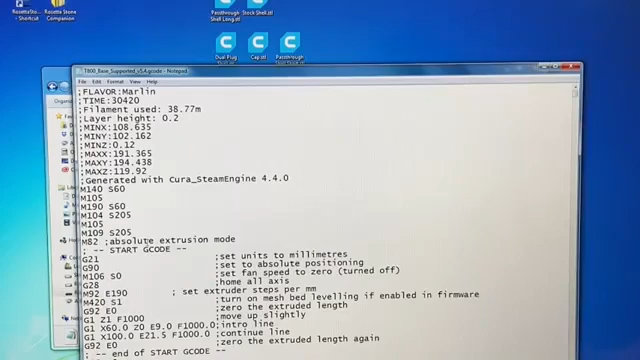 RosettaSto...
- Shortcut
Rosetta Stone
Companion
Passthrough
Shell Long.stl
Stock Shell.stl
Dual Plug
Cap.stl
Passthrough
T800_Base_Supported_v5.4.gcode - Notepad
File Edit Format View Help
Organiz
;FLAVOR:Marlin
;TIME:30420
;Filament used: 38.77m
;Layer height: 0.2
;MINX:108.635
;MINY:102.162
;MINZ:0.12
;MAXX:191.365
;MAXY:194.438
;MAXZ:119.92
;Generated with Cura_SteamEngine 4.4.0
M140 S60
M105
M190 S60
M104 S205
M105
M109 S205
M82 ;absolute extrusion mode
; -- START GCODE --
G21 ;set units to millimetres
G90 ;set to absolute positioning
M106 S0 ;set fan speed to zero (turned off)
G28 ;home all axis
M92 E190 ; set extruder steps per mm
M420 S1 ;turn on mesh bed levelling if enabled in firmware
G92 E0 ;zero the extruded length
G1 Z1 F1000 ;move up slightly
G1 X60.0 Z0 E9.0 F1000.0;intro line
G1 X100.0 E21.5 F1000.0 ;continue line
G92 E0 ;zero the extruded length again
; -- end of START GCODE --